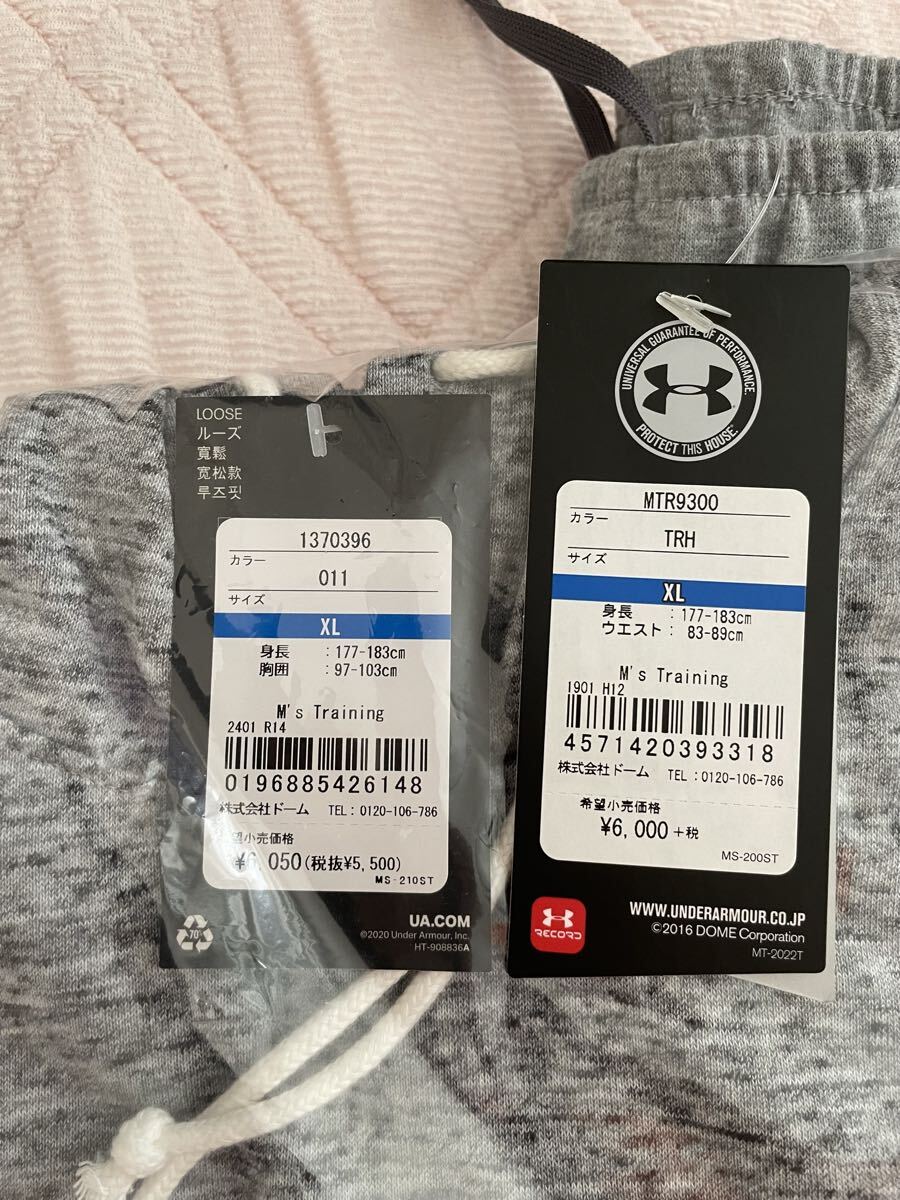 LOOSE
ルーズ
寬鬆
宽松款
루즈핏
1370396
カラー
011
サイズ
XL
身長 : 177-183cm
胸囲 : 97-103cm
M's Training
2401 R14
0196885426148
株式会社ドーム TEL:0120-106-786
望小売価格
¥6,050(税抜¥5,500)
MS-210ST
70
UA.COM
©2020 Under Armour, Inc.
HT-908836A
UNIVERSAL GUARANTEE OF PERFORMANCE.
PROTECT THIS HOUSE.
MTR9300
カラー
TRH
サイズ
XL
身長 : 177-183cm
ウエスト : 83-89cm
M's Training
1901 H12
4571420393318
株式会社ドーム TEL:0120-106-786
希望小売価格
¥6,000+税
MS-200ST
RECORD
WWW.UNDERARMOUR.CO.JP
©2016 DOME Corporation
MT-2022T